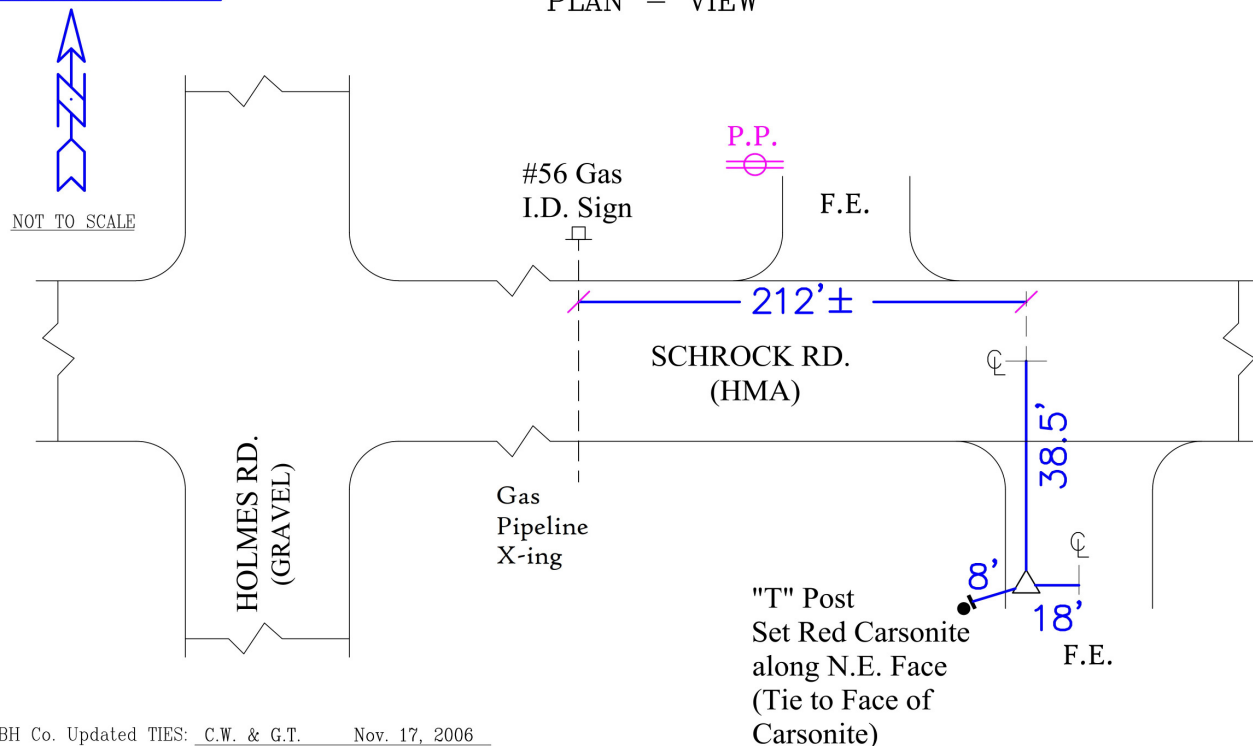 PLAN – VIEW
N
NOT TO SCALE
#56 Gas
I.D. Sign
P.P.
F.E.
212'±
SCHROCK RD.
(HMA)
℄
38.5'
HOLMES RD.
(GRAVEL)
Gas
Pipeline
X-ing
℄
8'
18'
"T" Post
Set Red Carsonite
along N.E. Face
(Tie to Face of
Carsonite)
F.E.
BH Co. Updated TIES: C.W. & G.T. Nov. 17, 2006